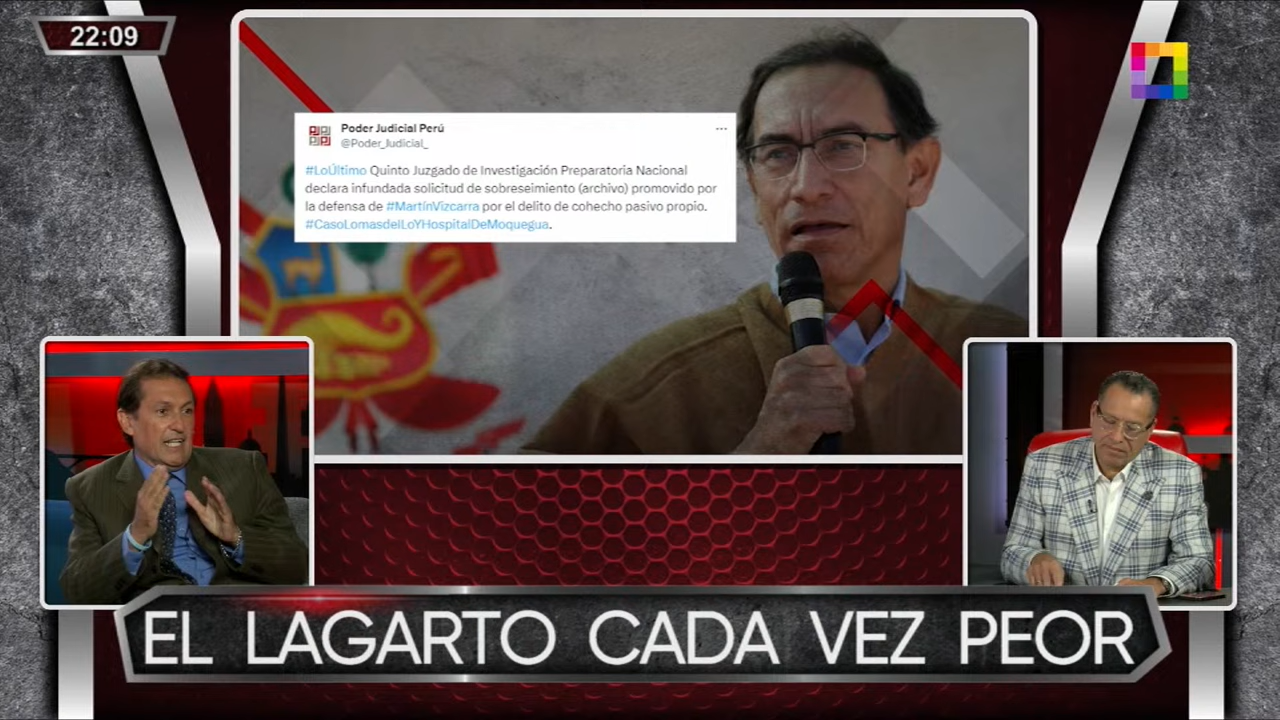 22:09
Poder Judicial Perú
@Poder_Judicial_
#LoÚltimo Quinto Juzgado de Investigación Preparatoria Nacional
declara infundada solicitud de sobreseimiento (archivo) promovido por
la defensa de #MartínVizcarra por el delito de cohecho pasivo propio.
#CasoLomasdeIloYHospitalDeMoquegua.
EL LAGARTO CADA VEZ PEOR